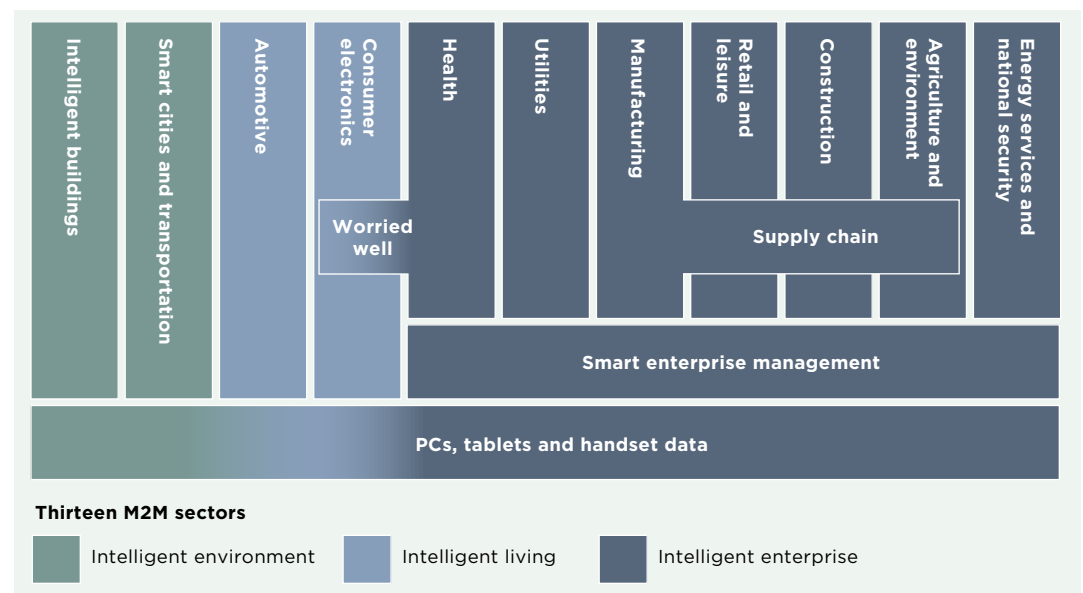 Intelligent buildings
Smart cities and transportation
Automotive
Consumer
electronics
Health
Utilities
Manufacturing
Retail and
leisure
Construction
Agriculture and
environment
Energy services and
national security
Worried
well
Supply chain
Smart enterprise management
PCs, tablets and handset data
Thirteen M2M sectors
Intelligent environment
Intelligent living
Intelligent enterprise